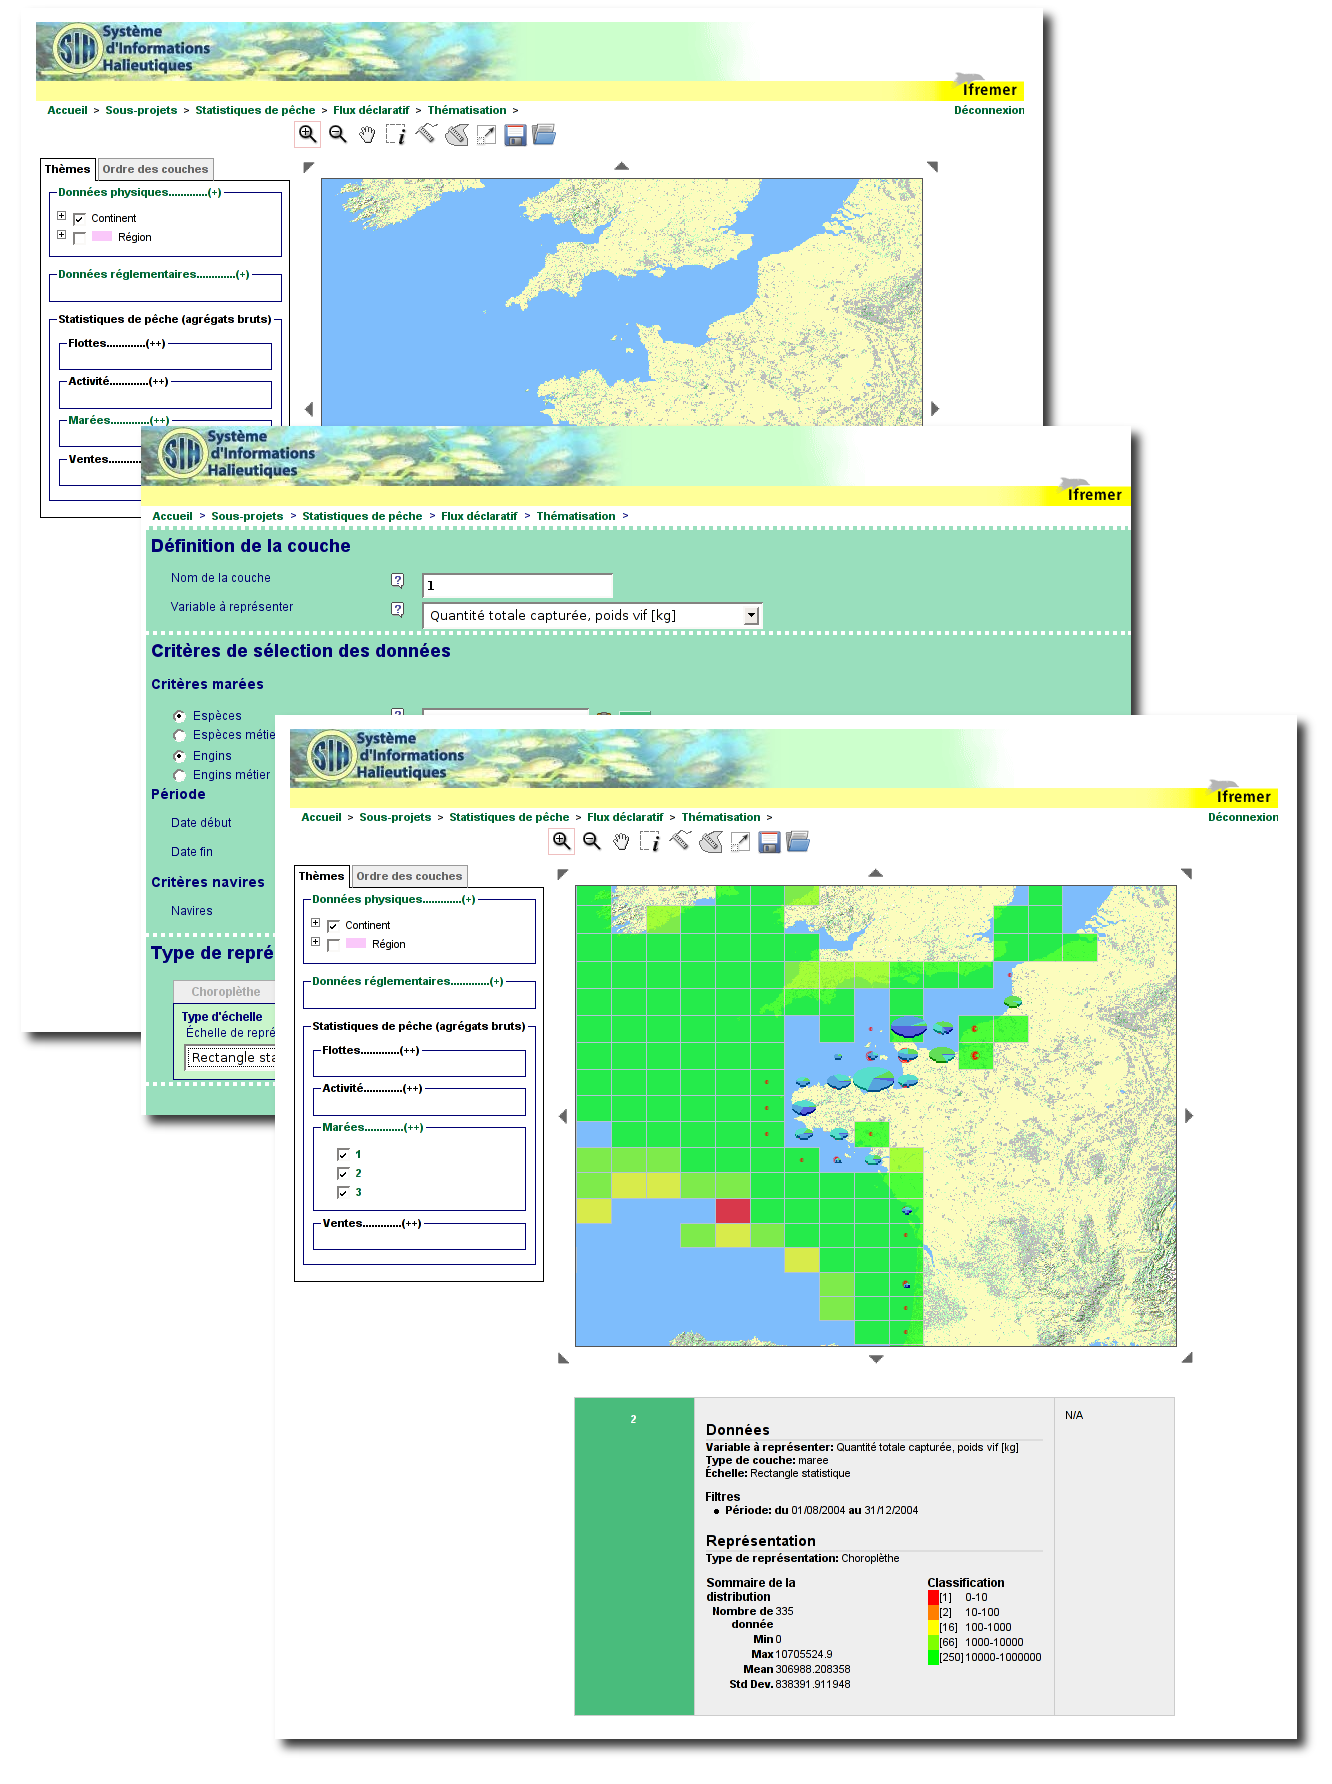 SIH
Système
d'Informations
Halieutiques
Ifremer
Accueil > Sous-projets > Statistiques de pêche > Flux déclaratif > Thématisation >
Déconnexion
Thèmes
Ordre des couches
Données physiques.............(+)
Continent
Région
Données réglementaires.............(+)
Statistiques de pêche (agrégats bruts)
Flottes.............(++)
Activité.............(++)
Marées.............(++)
Ventes...........
SIH
Système
d'Informations
Halieutiques
Ifremer
Accueil > Sous-projets > Statistiques de pêche > Flux déclaratif > Thématisation >
Définition de la couche
Nom de la couche ? 1
Variable à représenter ? Quantité totale capturée, poids vif [kg]
Critères de sélection des données
Critères marées
Espèces ?
Espèces métie
Engins
Engins métier
Période
Date début
Date fin
Critères navires
Navires
Type de repré
Choroplèthe
Type d'échelle
Échelle de repré
Rectangle sta
SIH
Système
d'Informations
Halieutiques
Ifremer
Accueil > Sous-projets > Statistiques de pêche > Flux déclaratif > Thématisation >
Déconnexion
Thèmes
Ordre des couches
Données physiques.............(+)
Continent
Région
Données réglementaires.............(+)
Statistiques de pêche (agrégats bruts)
Flottes.............(++)
Activité.............(++)
Marées.............(++)
1
2
3
Ventes.............(++)
2
N/A
Données
Variable à représenter: Quantité totale capturée, poids vif [kg]
Type de couche: maree
Échelle: Rectangle statistique
Filtres
• Période: du 01/08/2004 au 31/12/2004
Représentation
Type de représentation: Choroplèthe
Sommaire de la
distribution
Nombre de 335
donnée
Min 0
Max 10705524.9
Mean 306988.208358
Std Dev. 838391.911948
Classification
[1] 0-10
[2] 10-100
[16] 100-1000
[66] 1000-10000
[250] 10000-1000000